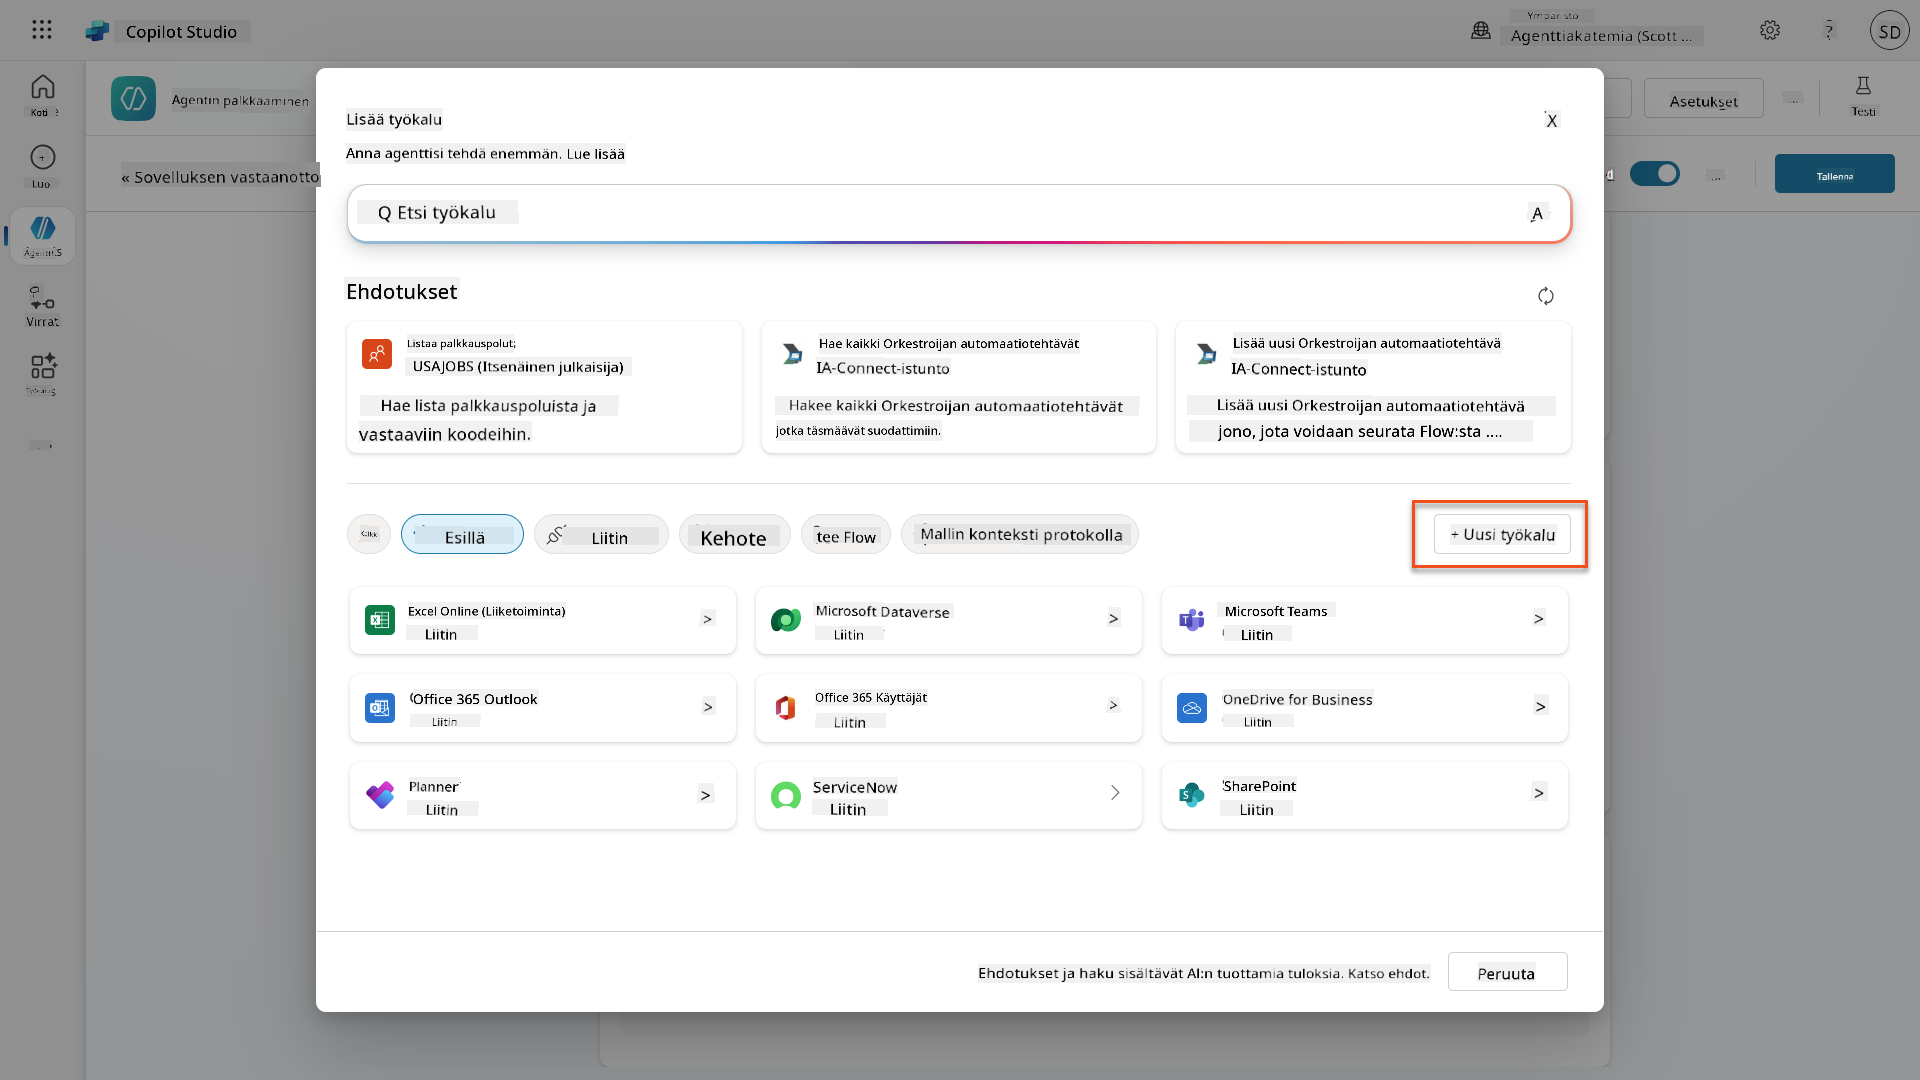 Copilot Studio
Ympäristö
Agenttiakatemia (Scott ...
?
SD
Koti
Luo
Agents
Virrat
Agentin palkkaaminen
Asetukset
...
Testi
« Sovelluksen vastaanotto
...
Tallenna
Lisää työkalu
X
Anna agenttisi tehdä enemmän. Lue lisää
Q Etsi työkalu
A
Ehdotukset
Listaa palkkauspolut;
USAJOBS (Itsenäinen julkaisija)
Hae lista palkkauspoluista ja
vastaaviin koodeihin.
Hae kaikki Orkestroijan automaatiotehtävät
IA-Connect-istunto
Hakee kaikki Orkestroijan automaatiotehtävät
jotka täsmäävät suodattimiin.
Lisää uusi Orkestroijan automaatiotehtävä
IA-Connect-istunto
Lisää uusi Orkestroijan automaatiotehtävä
jono, jota voidaan seurata Flow:sta ....
Kaikki
Esillä
Liitin
Kehote
tee Flow
Mallin konteksti protokolla
+ Uusi työkalu
Excel Online (Liiketoiminta)
Liitin
>
Microsoft Dataverse
Liitin
>
Microsoft Teams
Liitin
>
Office 365 Outlook
Liitin
>
Office 365 Käyttäjät
Liitin
>
OneDrive for Business
Liitin
>
Planner
Liitin
>
ServiceNow
Liitin
SharePoint
Liitin
>
Ehdotukset ja haku sisältävät AI:n tuottamia tuloksia. Katso ehdot.
Peruuta